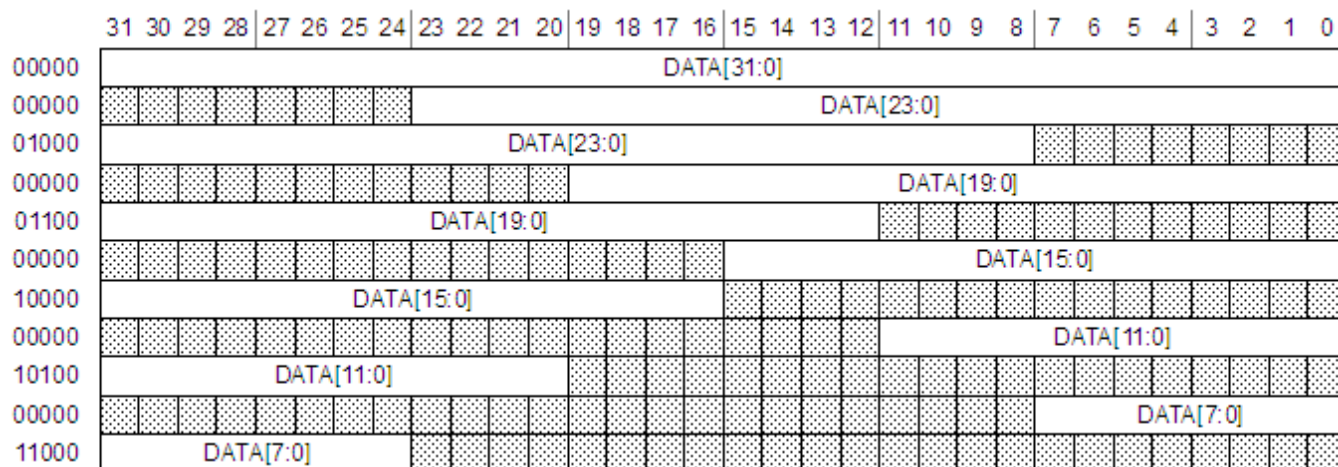 31 30 29 28 27 26 25 24 23 22 21 20 19 18 17 16 15 14 13 12 11 10 9 8 7 6 5 4 3 2 1 0
00000 DATA[31:0]
00000 DATA[23:0]
01000 DATA[23:0]
00000 DATA[19:0]
01100 DATA[19:0]
00000 DATA[15:0]
10000 DATA[15:0]
00000 DATA[11:0]
10100 DATA[11:0]
00000 DATA[7:0]
11000 DATA[7:0]